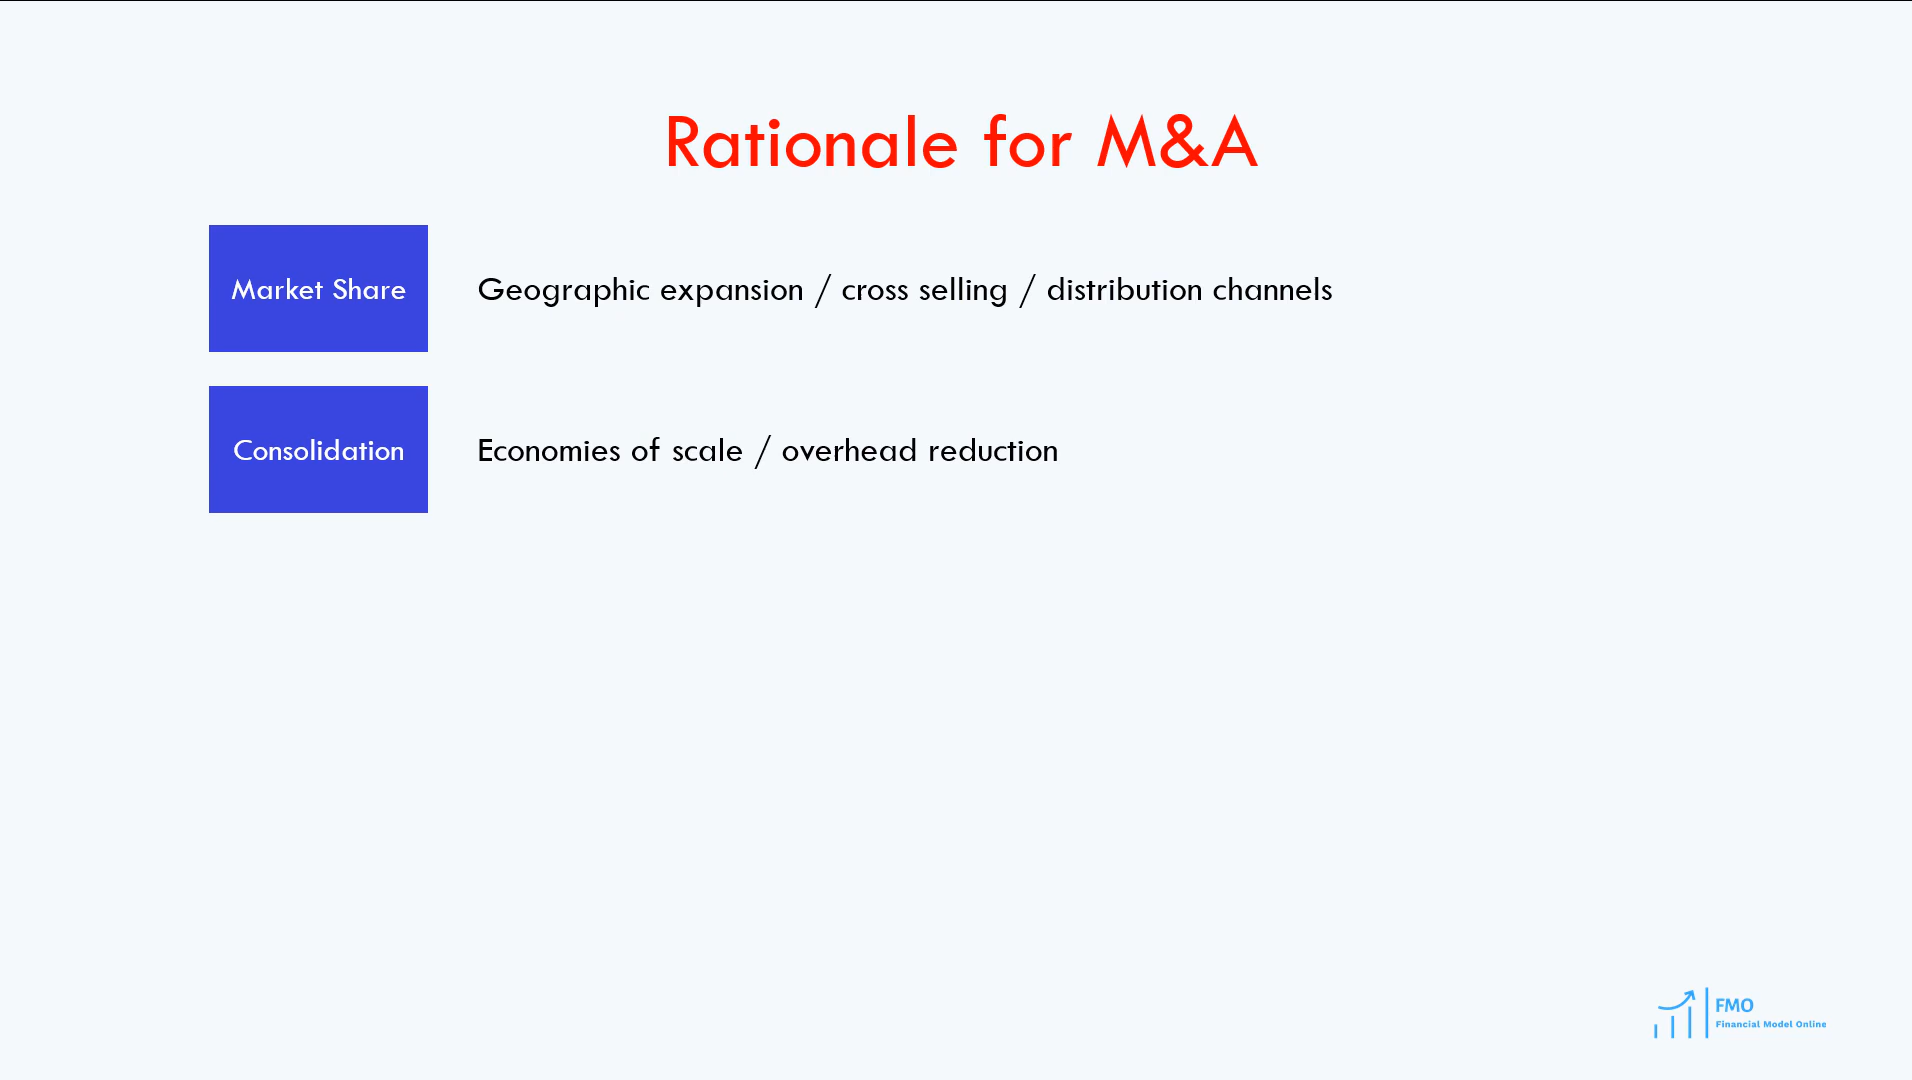 Rationale for M&A
Market Share
Geographic expansion / cross selling / distribution channels
Consolidation
Economies of scale / overhead reduction
FMO
Financial Model Online